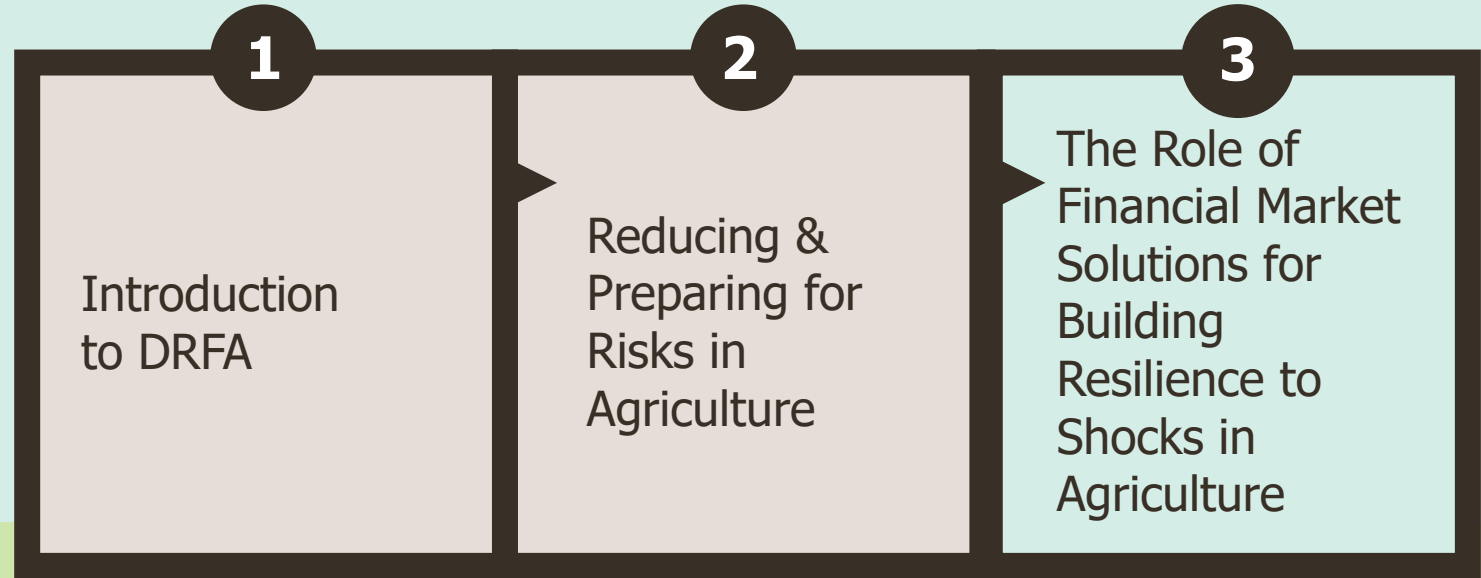 1
Introduction
to DRFA
2
Reducing &
Preparing for
Risks in
Agriculture
3
The Role of
Financial Market
Solutions for
Building
Resilience to
Shocks in
Agriculture